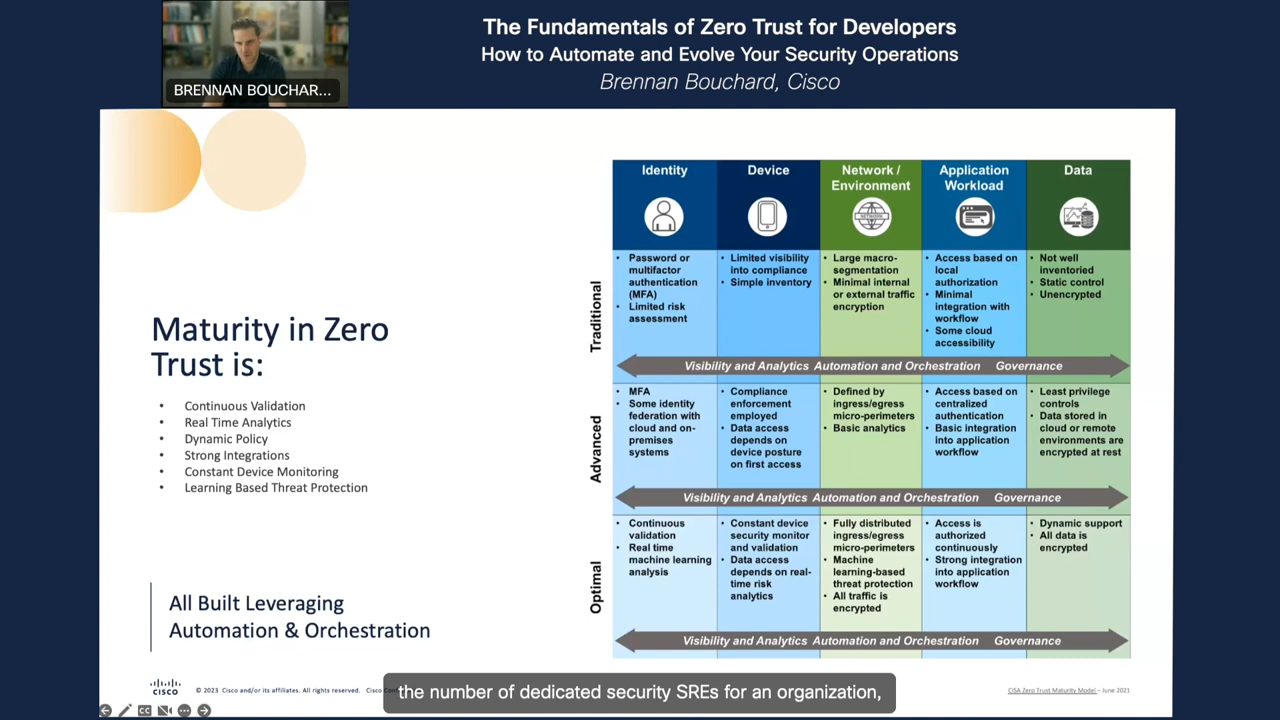 The Fundamentals of Zero Trust for Developers
How to Automate and Evolve Your Security Operations
Brennan Bouchard, Cisco
BRENNAN BOUCHAR...
Maturity in Zero
Trust is:
• Continuous Validation
• Real Time Analytics
• Dynamic Policy
• Strong Integrations
• Constant Device Monitoring
• Learning Based Threat Protection
All Built Leveraging
Automation & Orchestration
Identity
Device
Network /
Environment
NETWORK
Application
Workload
Data
Traditional
• Password or
multifactor
authentication
(MFA)
• Limited risk
assessment
• Limited visibility
into compliance
• Simple inventory
• Large macro-
segmentation
• Minimal internal
or external traffic
encryption
• Access based on
local
authorization
• Minimal
integration with
workflow
• Some cloud
accessibility
• Not well
inventoried
• Static control
• Unencrypted
Visibility and Analytics Automation and Orchestration Governance
Advanced
• MFA
• Some identity
federation with
cloud and on-
premises
systems
• Compliance
enforcement
employed
• Data access
depends on
device posture
on first access
• Defined by
ingress/egress
micro-perimeters
• Basic analytics
• Access based on
centralized
authentication
• Basic integration
into application
workflow
• Least privilege
controls
• Data stored in
cloud or remote
environments are
encrypted at rest
Visibility and Analytics Automation and Orchestration Governance
Optimal
• Continuous
validation
• Real time
machine learning
analysis
• Constant device
security monitor
and validation
• Data access
depends on real-
time risk
analytics
• Fully distributed
ingress/egress
micro-perimeters
• Machine
learning-based
threat protection
• All traffic is
encrypted
• Access is
authorized
continuously
• Strong integration
into application
workflow
• Dynamic support
• All data is
encrypted
Visibility and Analytics Automation and Orchestration Governance
CISCO
© 2023 Cisco and/or its affiliates. All rights reserved. Cisco
the number of dedicated security SREs for an organization,
CISA Zero Trust Maturity Model – June 2021
CC